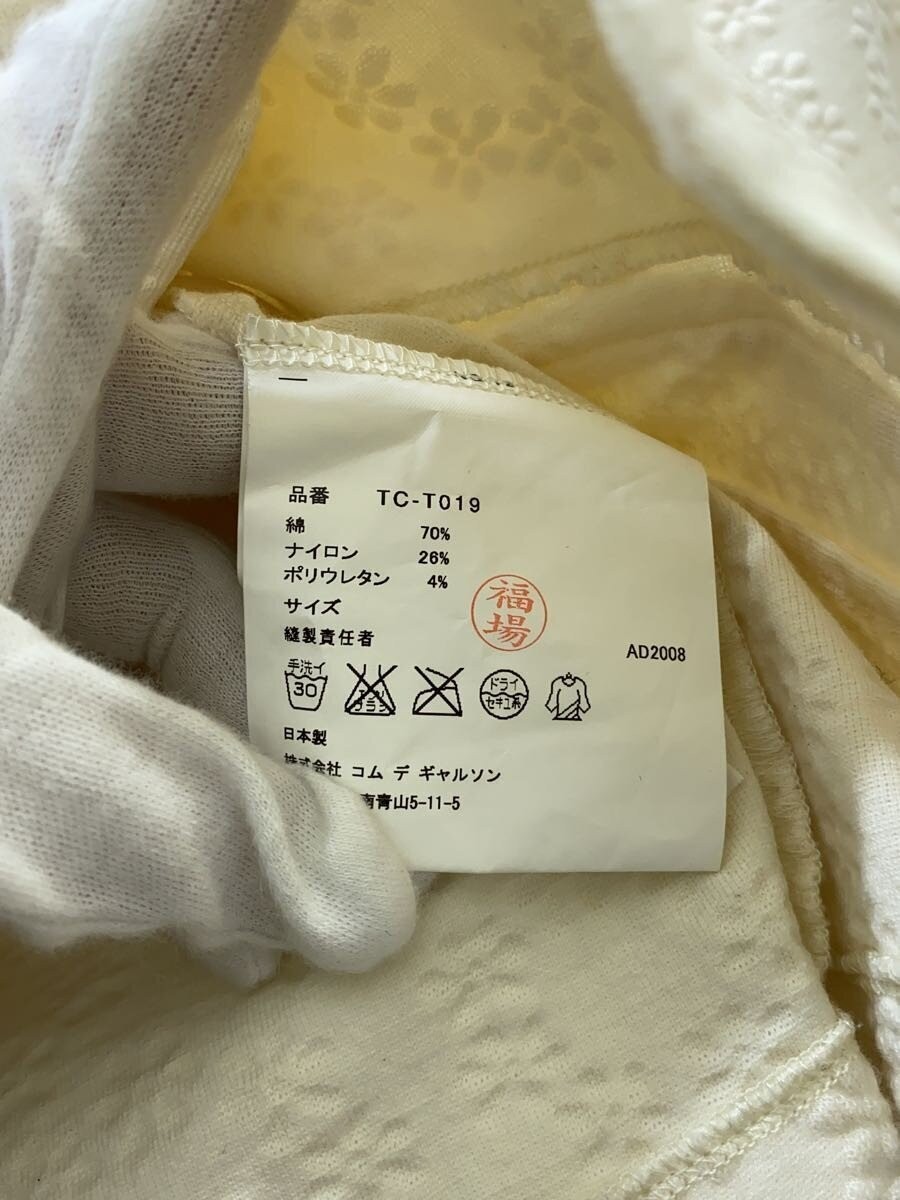 品番 TC-T019
綿 70%
ナイロン 26%
ポリウレタン 4%
サイズ
縫製責任者
福場
AD2008
手洗イ
30
ドライ
セキユ系
日本製
株式会社 コム デ ギャルソン
南青山5-11-5